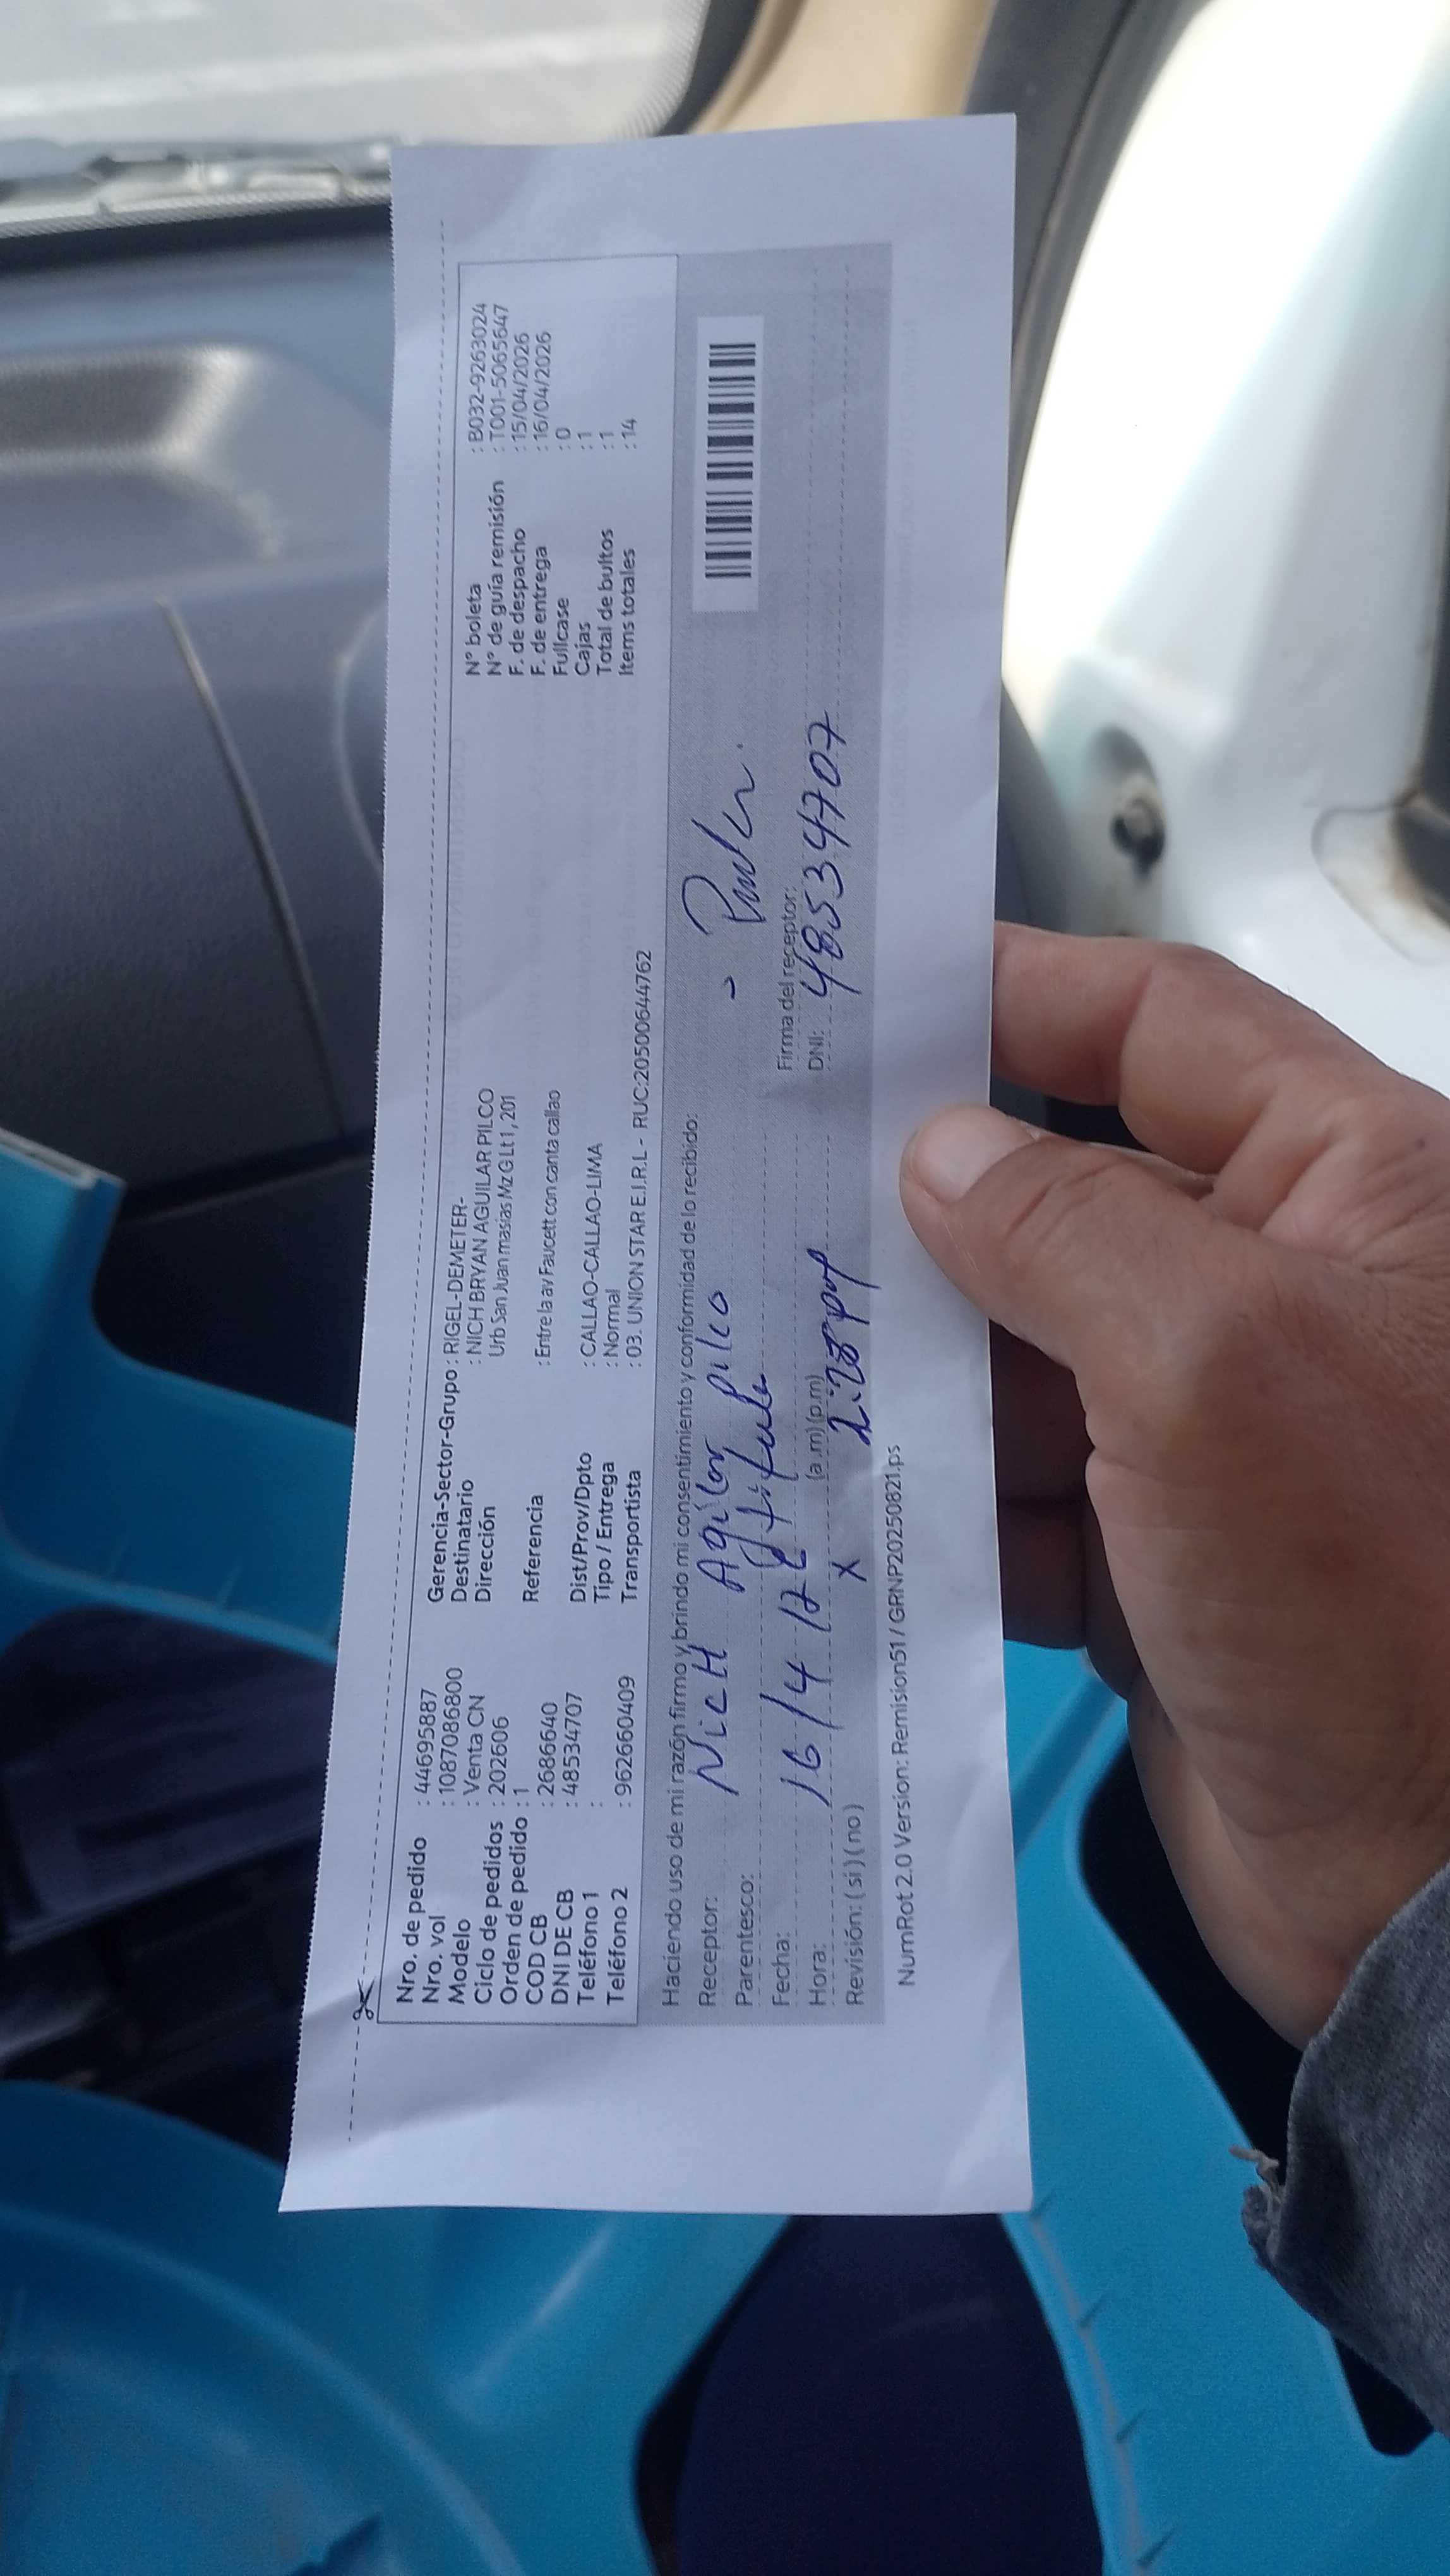 Nro. de pedido : 44695887
Nro. vol : 1087086800
Modelo : Venta CN
Ciclo de pedidos : 202606
Orden de pedido : 1
COD CB : 2686640
DNI DE CB : 48534707
Teléfono 1 :
Teléfono 2 : 962660409
Gerencia-Sector-Grupo : RIGEL-DEMETER-
Destinatario : NICH BRYAN AGUILAR PILCO
Dirección Urb San Juan masias Mz G Lt 1, 201
Referencia : Entre la av Faucett con canta callao
Dist/Prov/Dpto : CALLAO-CALLAO-LIMA
Tipo / Entrega : Normal
Transportista : 03. UNION STAR E.I.R.L - RUC:20500644762
N° boleta : B032-9263024
N° de guía remisión : T001-5065647
F. de despacho : 15/04/2026
F. de entrega : 16/04/2026
Fullcase : 0
Cajas : 1
Total de bultos : 1
Items totales : 14
Haciendo uso de mi razón firmo y brindo mi consentimiento y conformidad de lo recibido:
Receptor: NicH Aguilar pilco
Parentesco: titular
Fecha: 16/4
Firma del receptor:
Hora: (a.m) (p.m)
DNI: 48534707
Revisión: ( si ) ( no ) X 2:28 pm
NumRot 2.0 Version: Remision51 / GRNP20250821.ps